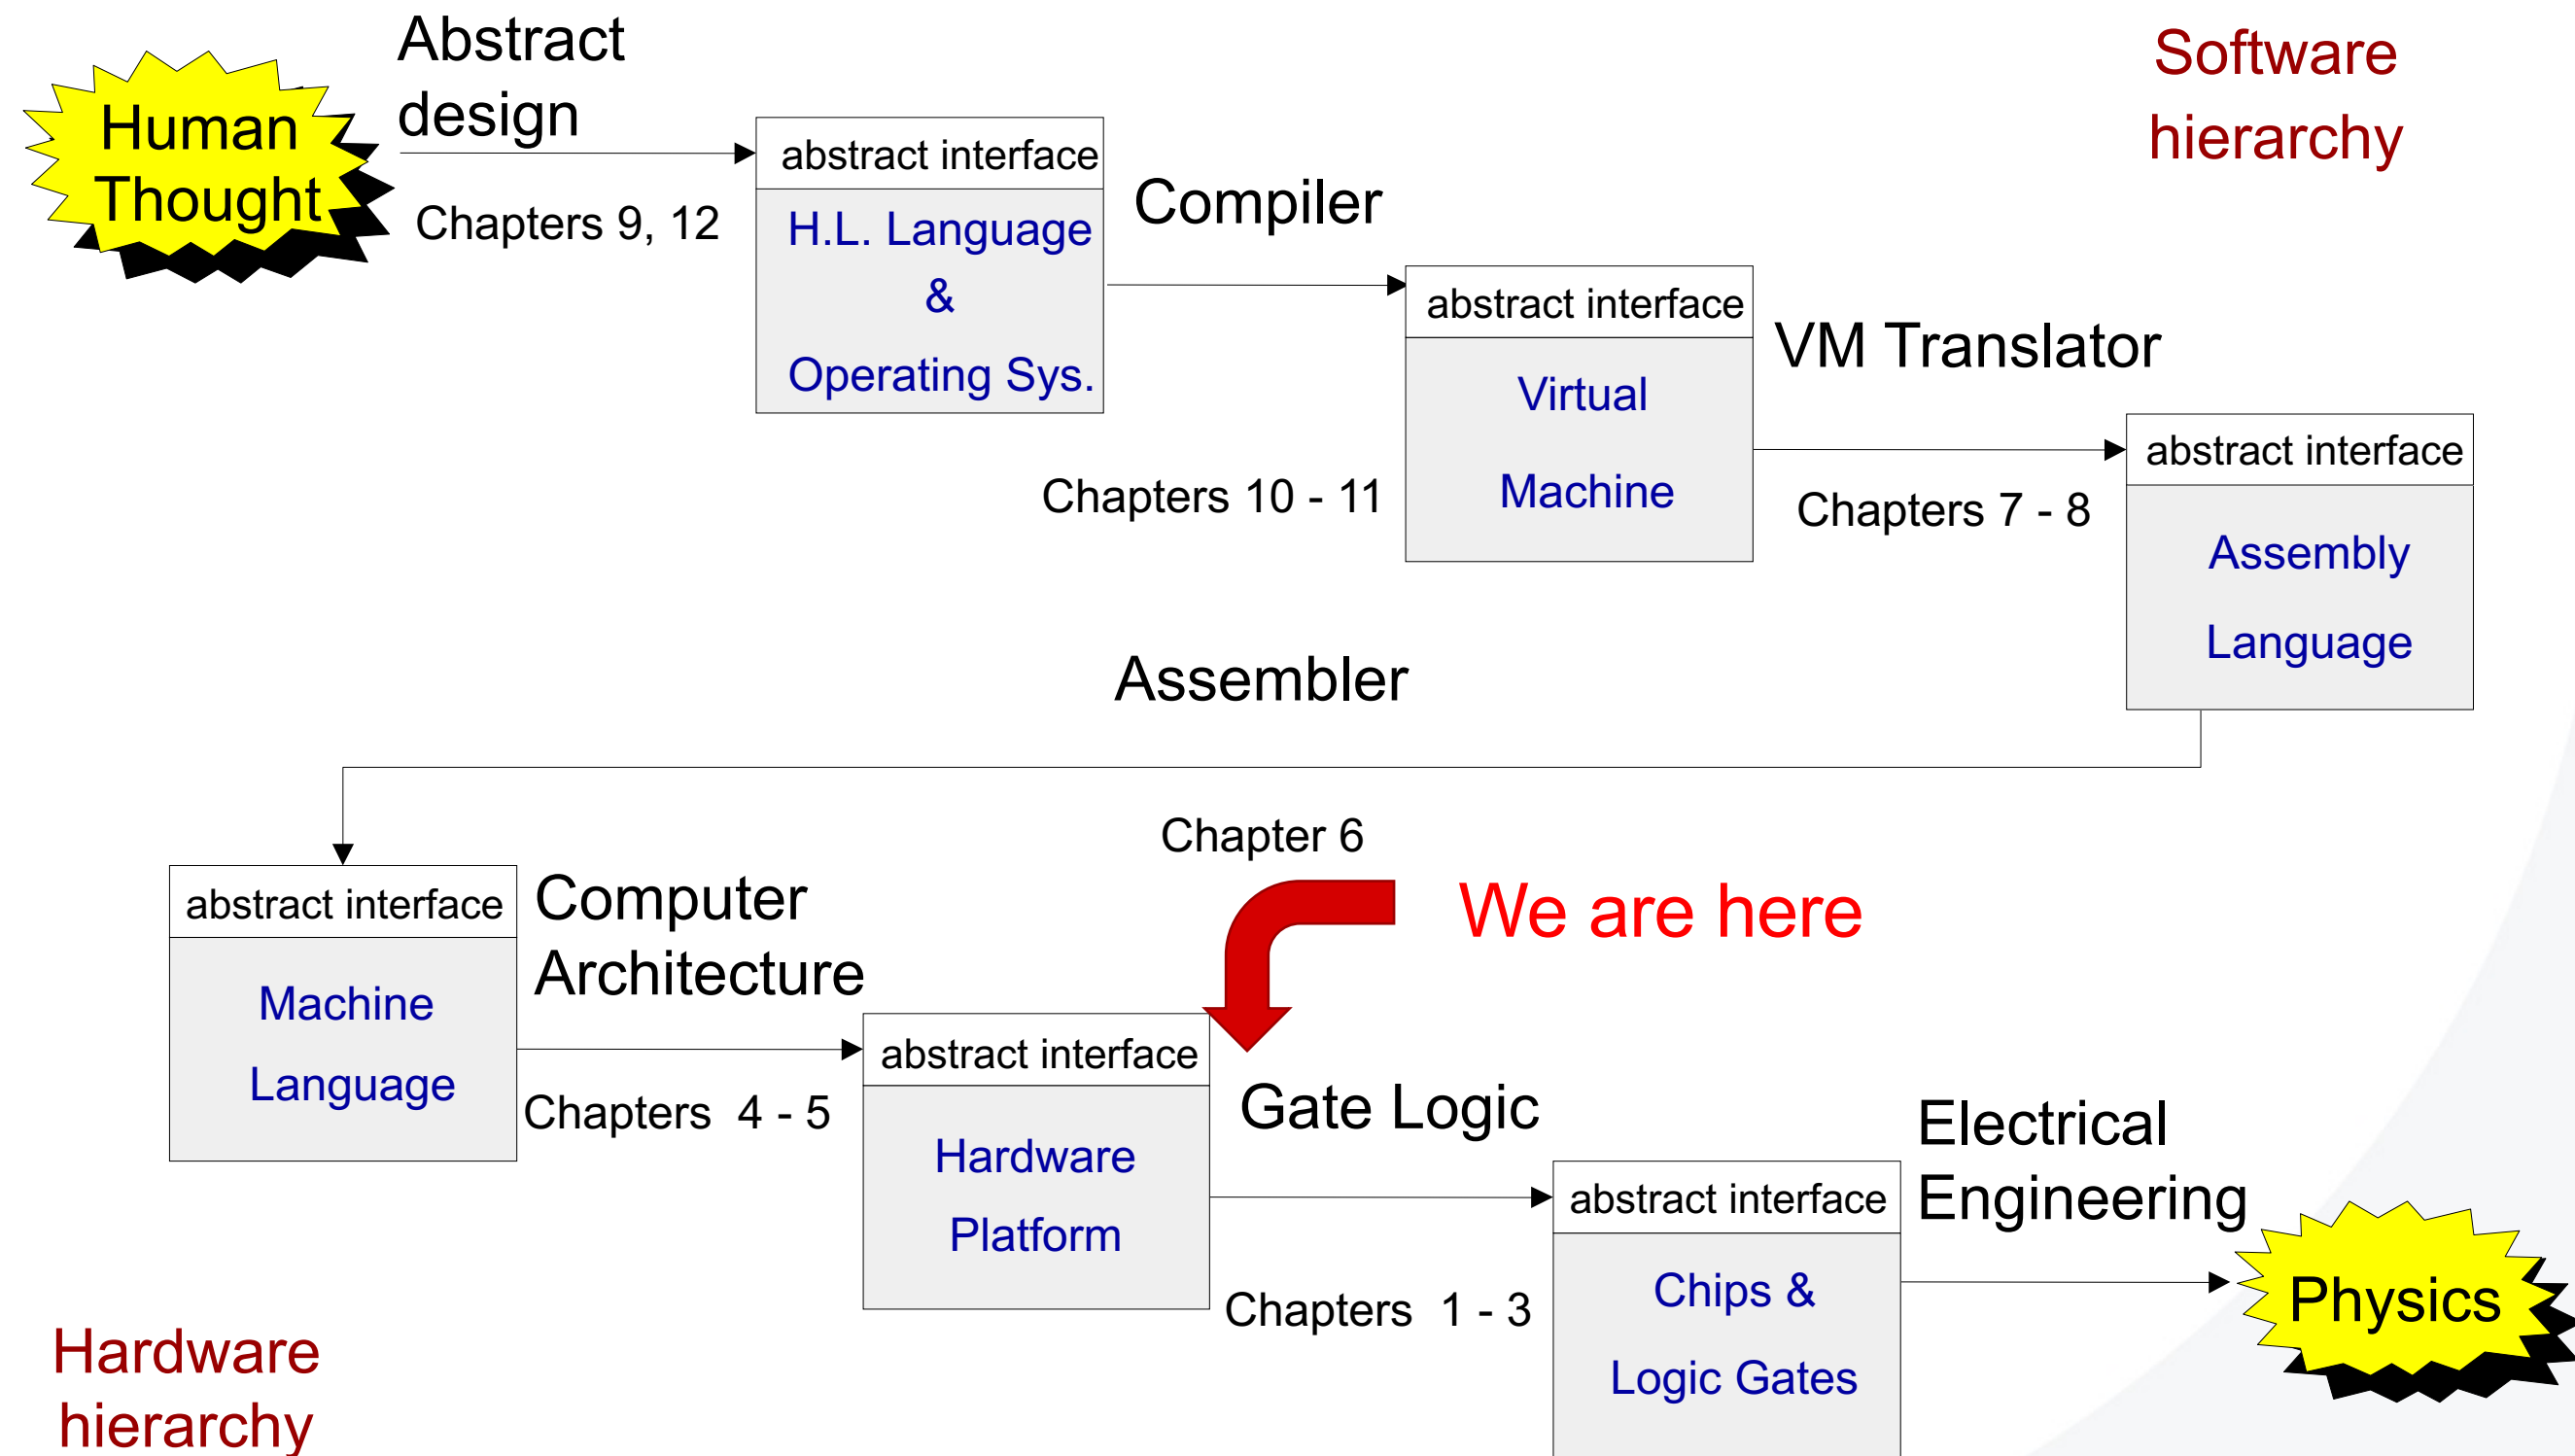 Human
Thought
Abstract
design
Chapters 9, 12
abstract interface
H.L. Language
&
Operating Sys.
Compiler
Chapters 10 - 11
abstract interface
Virtual
Machine
VM Translator
Chapters 7 - 8
abstract interface
Assembly
Language
Software
hierarchy
Assembler
Chapter 6
abstract interface
Machine
Language
Computer
Architecture
Chapters 4 - 5
abstract interface
Hardware
Platform
We are here
Gate Logic
Chapters 1 - 3
abstract interface
Chips &
Logic Gates
Electrical
Engineering
Physics
Hardware
hierarchy